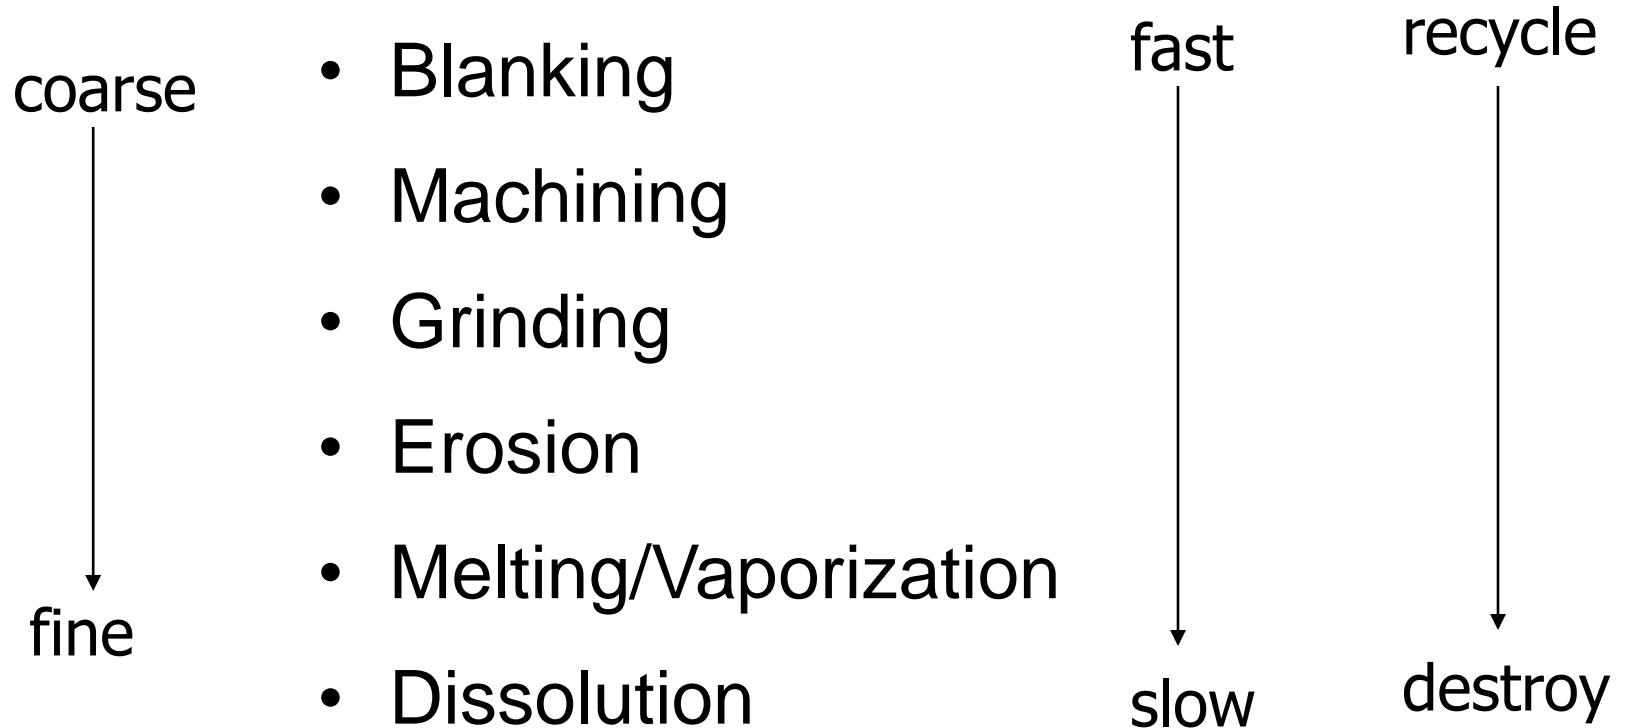 coarse
fine
• Blanking
• Machining
• Grinding
• Erosion
• Melting/Vaporization
• Dissolution
fast
slow
recycle
destroy